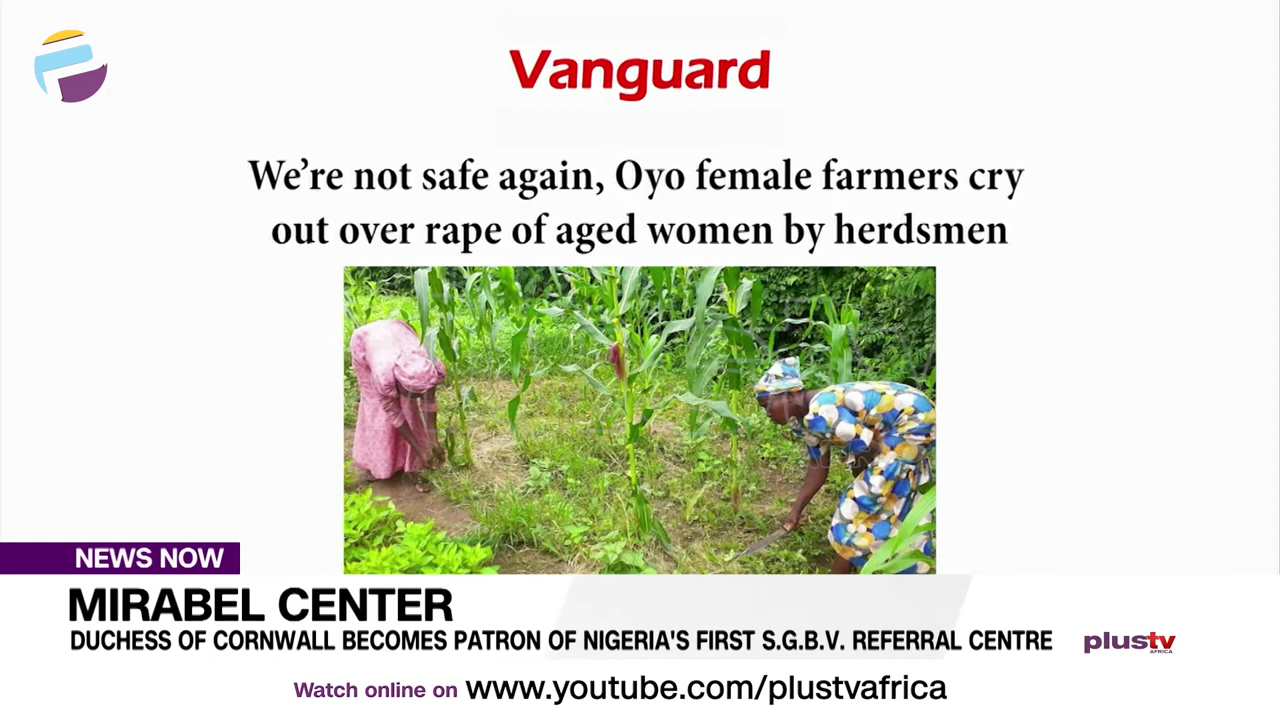 Vanguard
We're not safe again, Oyo female farmers cry
out over rape of aged women by herdsmen
NEWS NOW
MIRABEL CENTER
DUCHESS OF CORNWALL BECOMES PATRON OF NIGERIA'S FIRST S.G.B.V. REFERRAL CENTRE
plustv
AFRICA
Watch online on www.youtube.com/plustvafrica